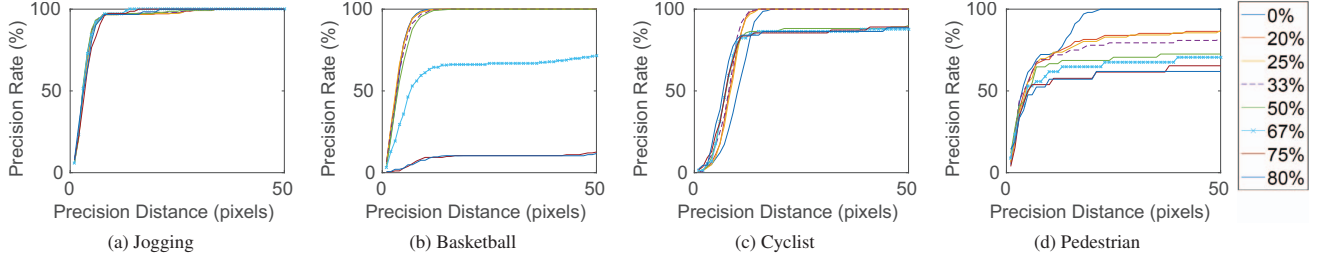 100
50
0
0
50
Precision Rate (%)
Precision Distance (pixels)
(a) Jogging
100
50
0
0
50
Precision Rate (%)
Precision Distance (pixels)
(b) Basketball
100
50
0
0
50
Precision Rate (%)
Precision Distance (pixels)
(c) Cyclist
100
50
0
0
50
Precision Rate (%)
Precision Distance (pixels)
(d) Pedestrian
0%
20%
25%
33%
50%
67%
75%
80%